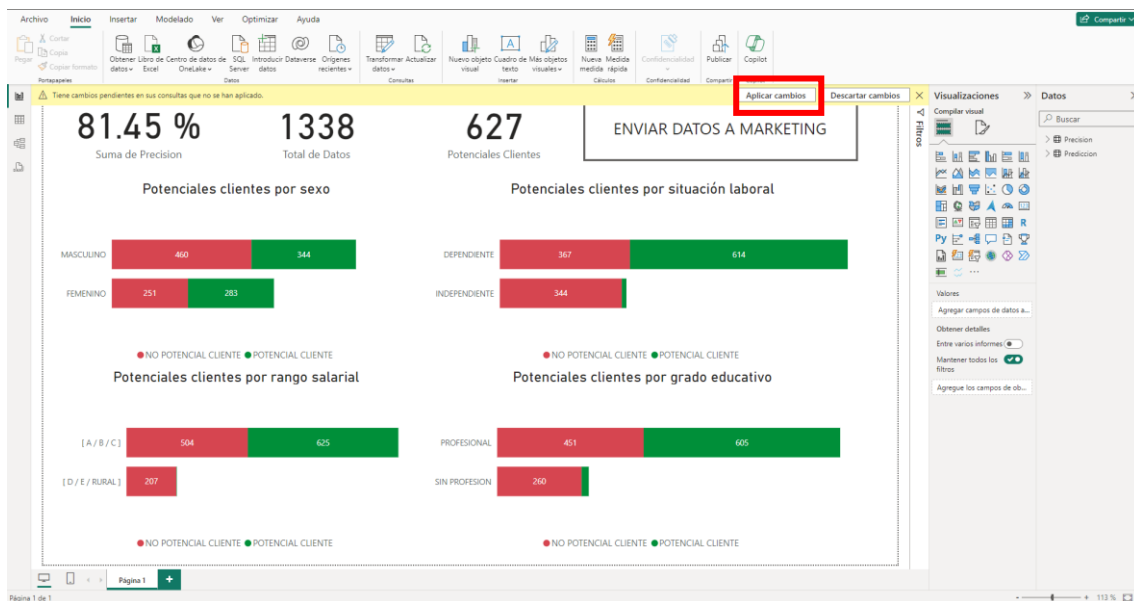 Archivo Inicio Insertar Modelado Ver Optimizar Ayuda
Compartir
Pegar
Cortar
Copia
Copiar formato
Portapapeles
Obtener datos
Libro de Excel
Centro de datos de OneLake
SQL Server
Introducir datos
Dataverse
Orígenes recientes
Datos
Transformar datos
Actualizar
Consultas
Nuevo objeto visual
Cuadro de texto
Más objetos visuales
Insertar
Nueva medida
Medida rápida
Cálculos
Confidencialidad
Confidencialidad
Publicar
Compartir
Copilot
Tiene cambios pendientes en sus consultas que no se han aplicado.
Aplicar cambios
Descartar cambios
81.45 %
Suma de Precision
1338
Total de Datos
627
Potenciales Clientes
ENVIAR DATOS A MARKETING
Potenciales clientes por sexo
MASCULINO 460 344
FEMENINO 251 283
NO POTENCIAL CLIENTE POTENCIAL CLIENTE
Potenciales clientes por situación laboral
DEPENDIENTE 367 614
INDEPENDIENTE 344
NO POTENCIAL CLIENTE POTENCIAL CLIENTE
Potenciales clientes por rango salarial
[ A / B / C ] 504 625
[ D / E / RURAL ] 207
NO POTENCIAL CLIENTE POTENCIAL CLIENTE
Potenciales clientes por grado educativo
PROFESIONAL 451 605
SIN PROFESION 260
NO POTENCIAL CLIENTE POTENCIAL CLIENTE
Filtros
Visualizaciones
Compilar visual
R
Py
Valores
Agregar campos de datos a...
Obtener detalles
Entre varios informes
Mantener todos los
filtros
Agregue los campos de ob...
Datos
Buscar
Precision
Prediccion
Página 1
Página 1 de 1
113 %